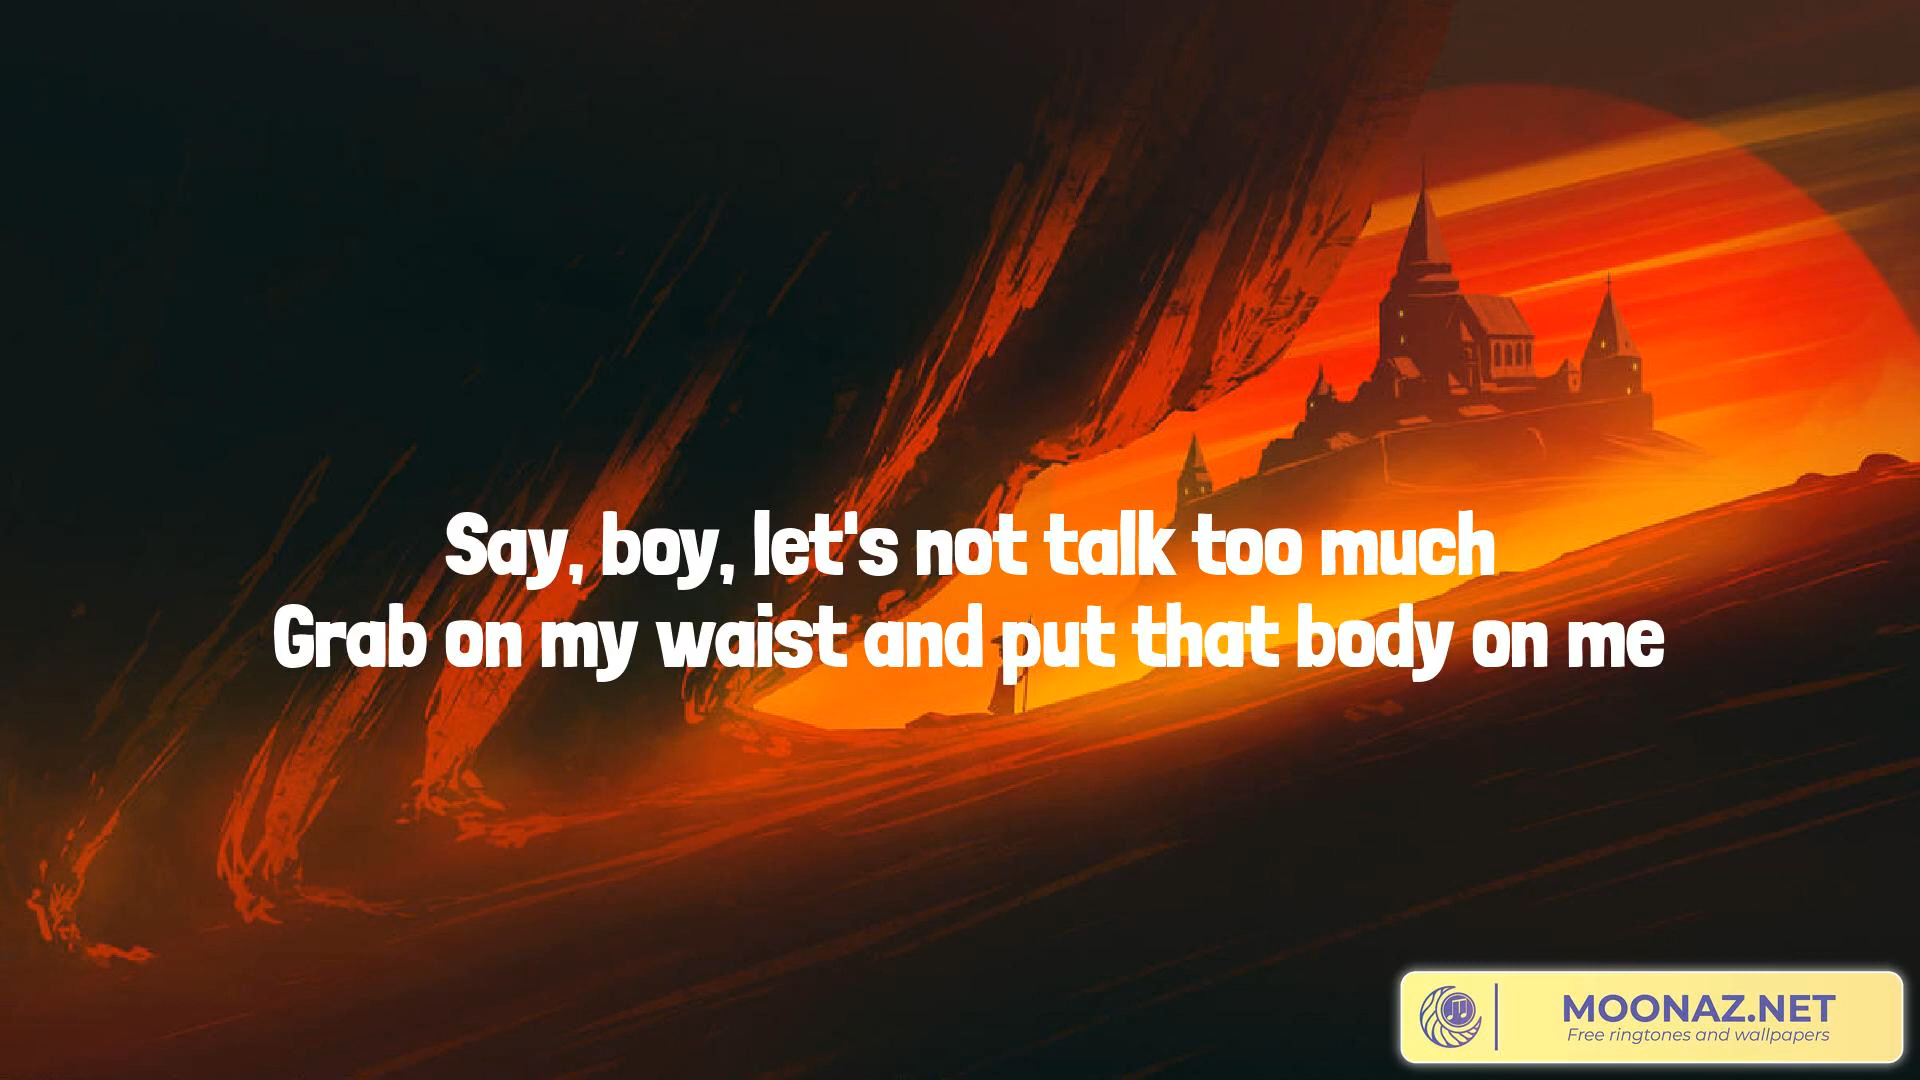 Say, boy, let's not talk too much
Grab on my waist and put that body on me
MOONAZ.NET
Free ringtones and wallpapers